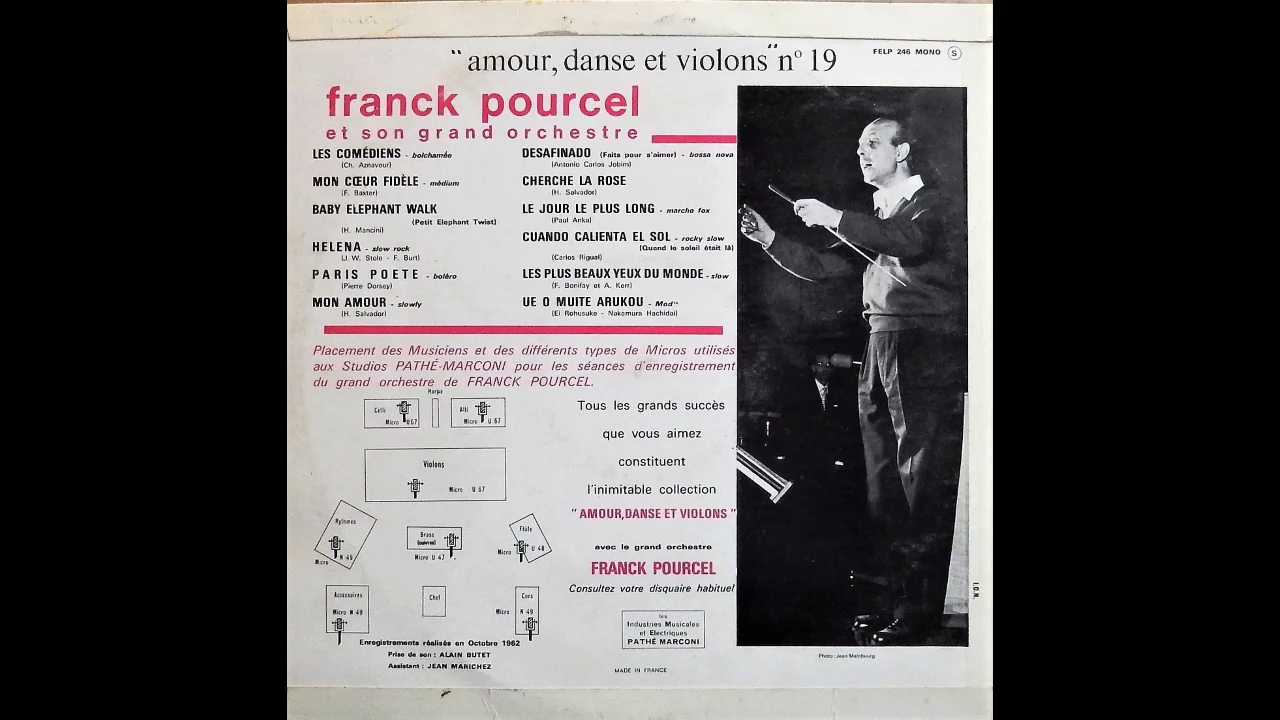 "amour, danse et violons" nº 19
FELP 246 MONO S
franck pourcel
et son grand orchestre
LES COMÉDIENS - bolchamée
(Ch. Aznavour)
MON CŒUR FIDÈLE - médium
(F. Baxter)
BABY ELEPHANT WALK
(Petit Elephant Twist)
(H. Mancini)
HELENA - slow rock
(J. W. Stole - F. Burt)
PARIS POETE - boléro
(Pierre Dorsey)
MON AMOUR - slowly
(H. Salvador)
DESAFINADO (Faits pour s'aimer) - bossa nova
(Antonio Carlos Jobim)
CHERCHE LA ROSE
(H. Salvador)
LE JOUR LE PLUS LONG - marche fox
(Paul Anka)
CUANDO CALIENTA EL SOL - rocky slow
(Quand le soleil était là)
(Carlos Rigual)
LES PLUS BEAUX YEUX DU MONDE - slow
(F. Bonifay et A. Kerr)
UE O MUITE ARUKOU - Mod™
(Ei Rohusuke - Nakamura Hachidai)
Placement des Musiciens et des différents types de Micros utilisés
aux Studios PATHÉ-MARCONI pour les séances d'enregistrement
du grand orchestre de FRANCK POURCEL.
Harpe
Celli
Micro U 67
Alti
Micro U 67
Violons
Micro U 67
Rythmes
Micro
Brass
(cuivres)
Micro U 47
Flûte
Micro U 48
Accessoires
Micro N 49
Chef
Cors
Micro N 49
Enregistrements réalisés en Octobre 1962
Prise de son : ALAIN BUTET
Assistant : JEAN MARICHEZ
Tous les grands succès
que vous aimez
constituent
l'inimitable collection
"AMOUR, DANSE ET VIOLONS"
avec le grand orchestre
FRANCK POURCEL
Consultez votre disquaire habituel
les
Industries Musicales
et Electriques
PATHÉ MARCONI
MADE IN FRANCE
Photo : Jean Mainbourg
I.D.N.